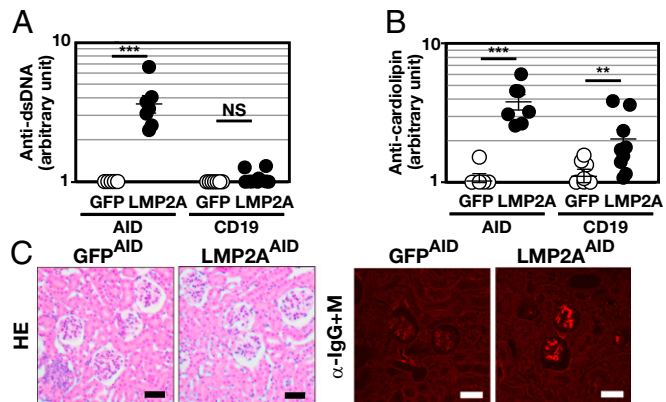 A
Anti-dsDNA
(arbitrary unit)
10
1
***
NS
GFP LMP2A GFP LMP2A
AID CD19
B
Anti-cardiolipin
(arbitrary unit)
10
1
***
**
GFP LMP2A GFP LMP2A
AID CD19
C
GFPᴬᴵᴰ LMP2Aᴬᴵᴰ
HE
GFPᴬᴵᴰ LMP2Aᴬᴵᴰ
α-IgG+M